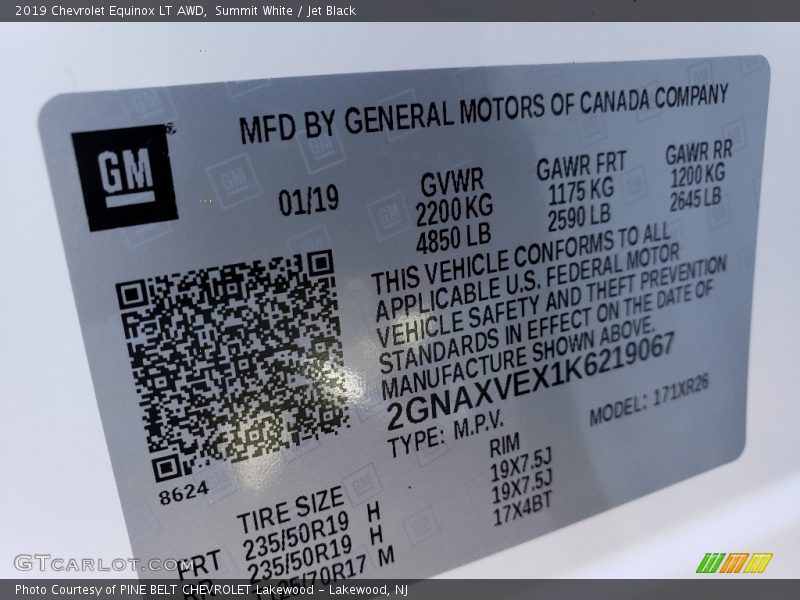 2019 Chevrolet Equinox LT AWD, Summit White / Jet Black
MFD BY GENERAL MOTORS OF CANADA COMPANY
GM
01/19
GVWR
2200 KG
4850 LB
GAWR FRT
1175 KG
2590 LB
GAWR RR
1200 KG
2645 LB
THIS VEHICLE CONFORMS TO ALL
APPLICABLE U.S. FEDERAL MOTOR
VEHICLE SAFETY AND THEFT PREVENTION
STANDARDS IN EFFECT ON THE DATE OF
MANUFACTURE SHOWN ABOVE.
2GNAXVEX1K6219067
TYPE: M.P.V. MODEL: 171XR26
8624
TIRE SIZE RIM
FRT 235/50R19 H 19X7.5J
RR 235/50R19 H 19X7.5J
70R17 M 17X4BT
GTCarLot.com
Photo Courtesy of PINE BELT CHEVROLET Lakewood - Lakewood, NJ